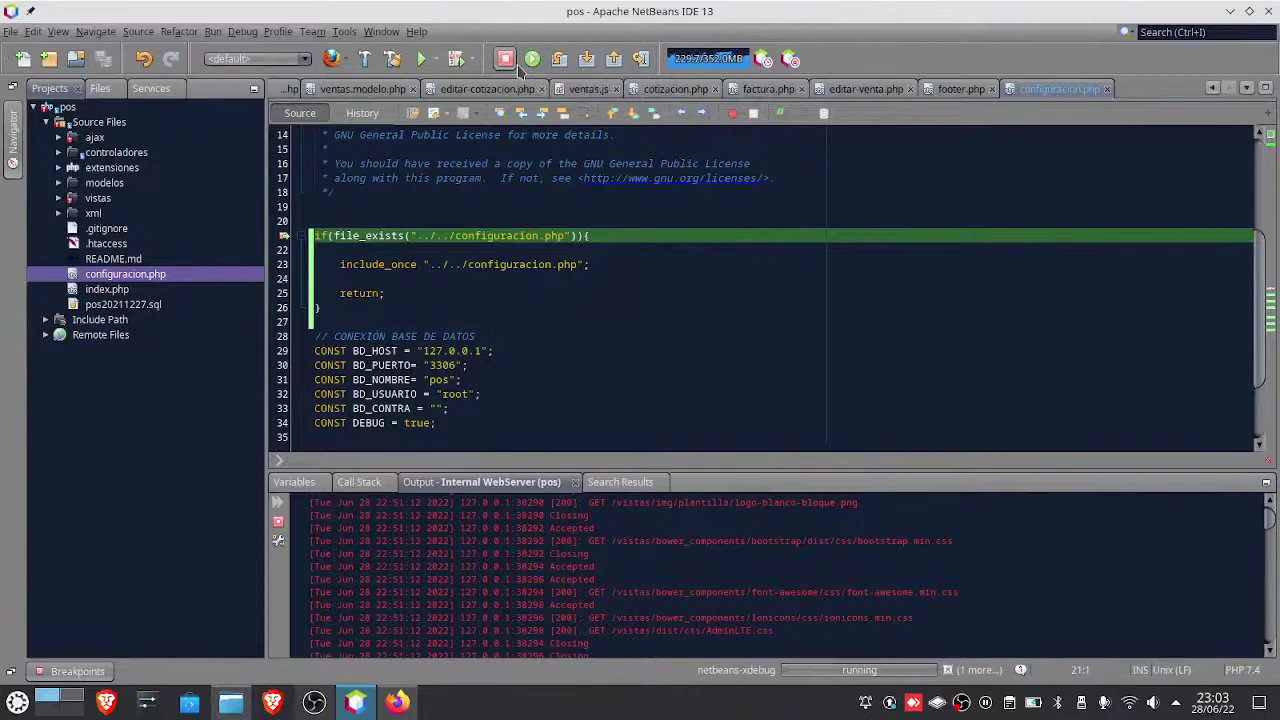 pos - Apache NetBeans IDE 13
File Edit View Navigate Source Refactor Run Debug Profile Team Tools Window Help
Search (Ctrl+I)
<default>
229.7/352.0MB
Projects Files Services
...hp ventas.modelo.php editar-cotizacion.php ventas.js cotizacion.php factura.php editar-venta.php footer.php configuracion.php
Navigator
pos
Source Files
ajax
controladores
extensiones
modelos
vistas
xml
.gitignore
.htaccess
README.md
configuracion.php
index.php
pos20211227.sql
Include Path
Remote Files
Source History
14 * GNU General Public License for more details.
15 *
16 * You should have received a copy of the GNU General Public License
17 * along with this program.  If not, see <http://www.gnu.org/licenses/>.
18 */
19
20
if(file_exists("../../configuracion.php")){
22
23 include_once "../../configuracion.php";
24
25 return;
26 }
27
28 // CONEXIÓN BASE DE DATOS
29 CONST BD_HOST = "127.0.0.1";
30 CONST BD_PUERTO= "3306";
31 CONST BD_NOMBRE= "pos";
32 CONST BD_USUARIO = "root";
33 CONST BD_CONTRA = "";
34 CONST DEBUG = true;
35
Variables Call Stack Output - Internal WebServer (pos) Search Results
[Tue Jun 28 22:51:12 2022] 127.0.0.1:38290 [200]: GET /vistas/img/plantilla/logo-blanco-bloque.png
[Tue Jun 28 22:51:12 2022] 127.0.0.1:38290 Closing
[Tue Jun 28 22:51:12 2022] 127.0.0.1:38292 Accepted
[Tue Jun 28 22:51:12 2022] 127.0.0.1:38292 [200]: GET /vistas/bower_components/bootstrap/dist/css/bootstrap.min.css
[Tue Jun 28 22:51:12 2022] 127.0.0.1:38292 Closing
[Tue Jun 28 22:51:12 2022] 127.0.0.1:38294 Accepted
[Tue Jun 28 22:51:12 2022] 127.0.0.1:38296 Accepted
[Tue Jun 28 22:51:12 2022] 127.0.0.1:38294 [200]: GET /vistas/bower_components/font-awesome/css/font-awesome.min.css
[Tue Jun 28 22:51:12 2022] 127.0.0.1:38298 Accepted
[Tue Jun 28 22:51:12 2022] 127.0.0.1:38296 [200]: GET /vistas/bower_components/Ionicons/css/ionicons.min.css
[Tue Jun 28 22:51:12 2022] 127.0.0.1:38298 [200]: GET /vistas/dist/css/AdminLTE.css
[Tue Jun 28 22:51:12 2022] 127.0.0.1:38294 Closing
[Tue Jun 28 22:51:12 2022] 127.0.0.1:38296 Closing
Breakpoints
netbeans-xdebug running (1 more...) 21:1 INS Unix (LF) PHP 7.4
23:03
28/06/22